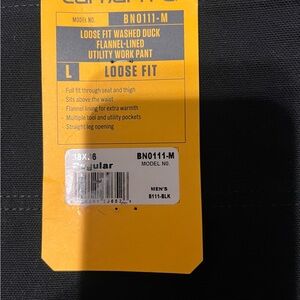 MODEL NO. BN0111-M
LOOSE FIT WASHED DUCK
FLANNEL-LINED
UTILITY WORK PANT
L LOOSE FIT
- Full fit through seat and thigh
- Sits above the waist
- Flannel lining for extra warmth
- Multiple tool and utility pockets
- Straight leg opening
BN0111-M
MODEL NO.
MEN'S
B111-BLK